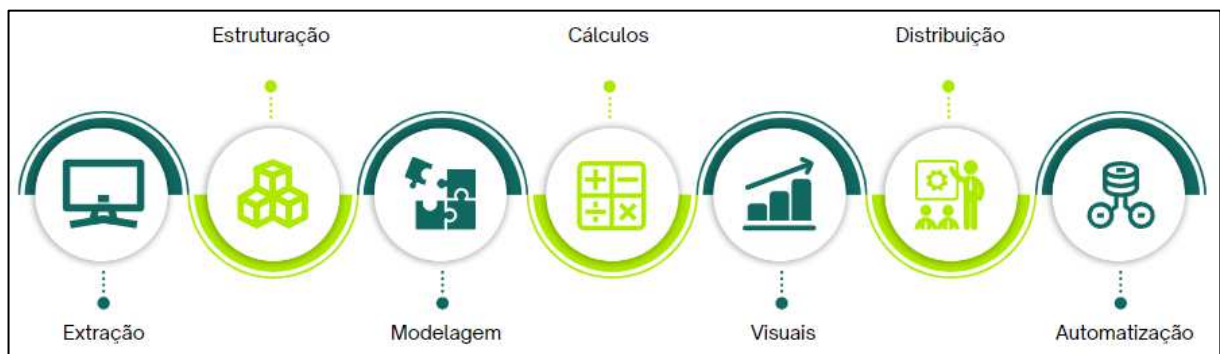 Estruturação
Cálculos
Distribuição
Extração
Modelagem
Visuais
Automatização